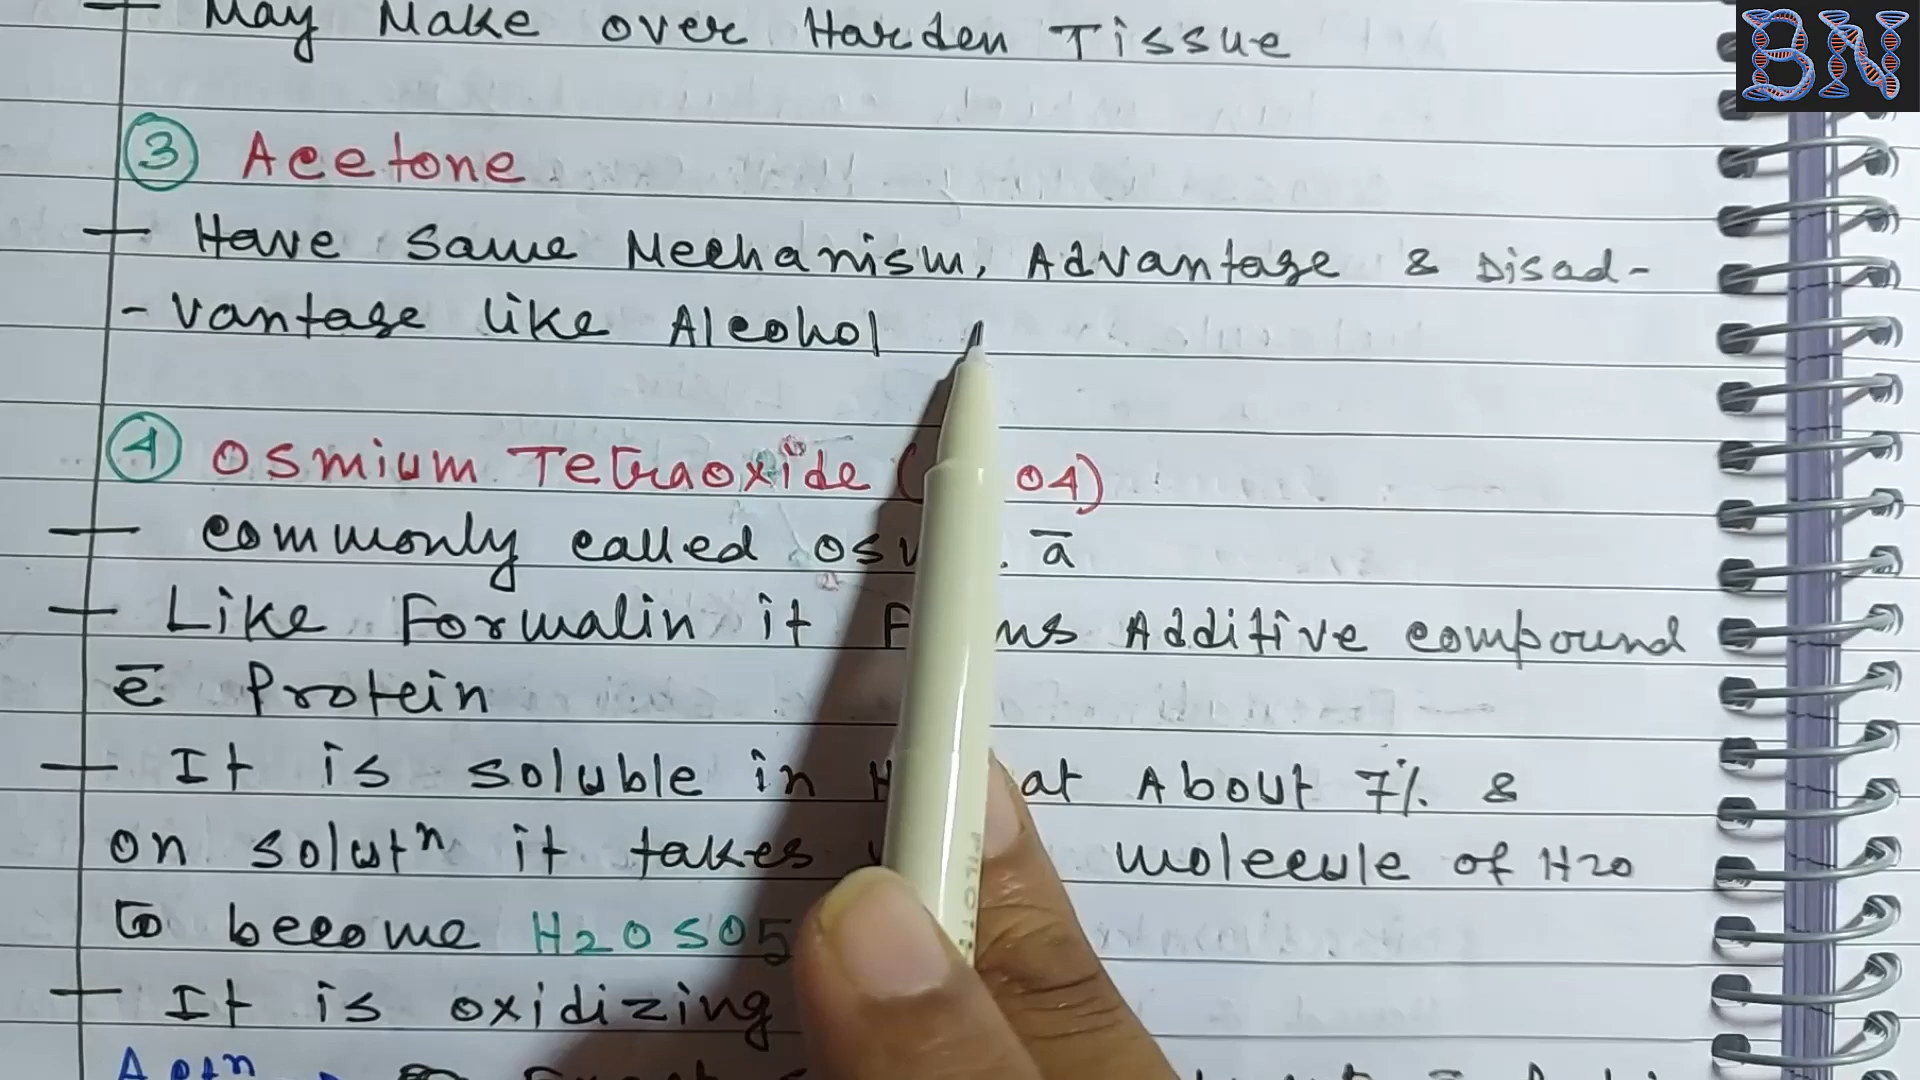 - May Make over Harden Tissue
③ Acetone
- Have Same Mechanism, Advantage & Disad-
- vantage like Alcohol
④ Osmium Tetraoxide ( O4)
- commonly called a
- Like Formalin it Additive compound
c̄ Protein
- It is soluble in at About 7% &
on solutⁿ it takes molecule of H2O
to become H2OSO5
- It is oxidizing
BN
PILOT